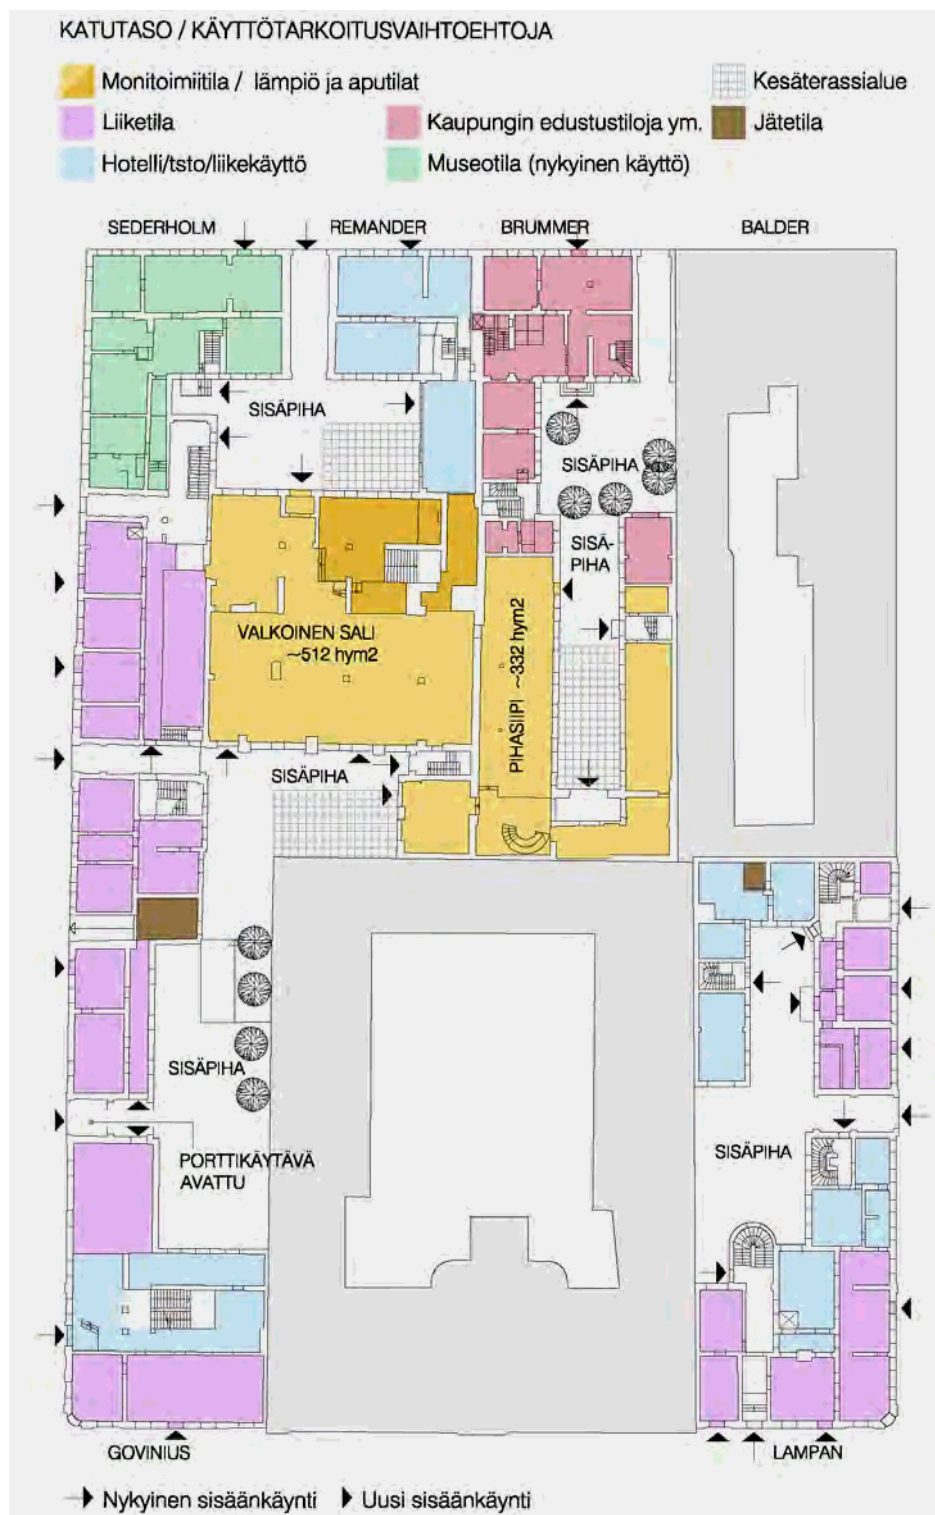 KATUTASO / KÄYTTÖTARKOITUSVAIHTOEHTOJA
Monitoimiitila / lämpiö ja aputilat
Kesäterassialue
Liiketila
Kaupungin edustustiloja ym.
Jätetila
Hotelli/tsto/liikekäyttö
Museotila (nykyinen käyttö)
SEDERHOLM
REMANDER
BRUMMER
BALDER
SISÄPIHA
SISÄPIHA
SISÄ-
PIHA
VALKOINEN SALI
~512 hym2
PIHASIIPI ~332 hym2
SISÄPIHA
SISÄPIHA
PORTTIKÄYTÄVÄ
AVATTU
SISÄPIHA
GOVINIUS
LAMPAN
Nykyinen sisäänkäynti
Uusi sisäänkäynti